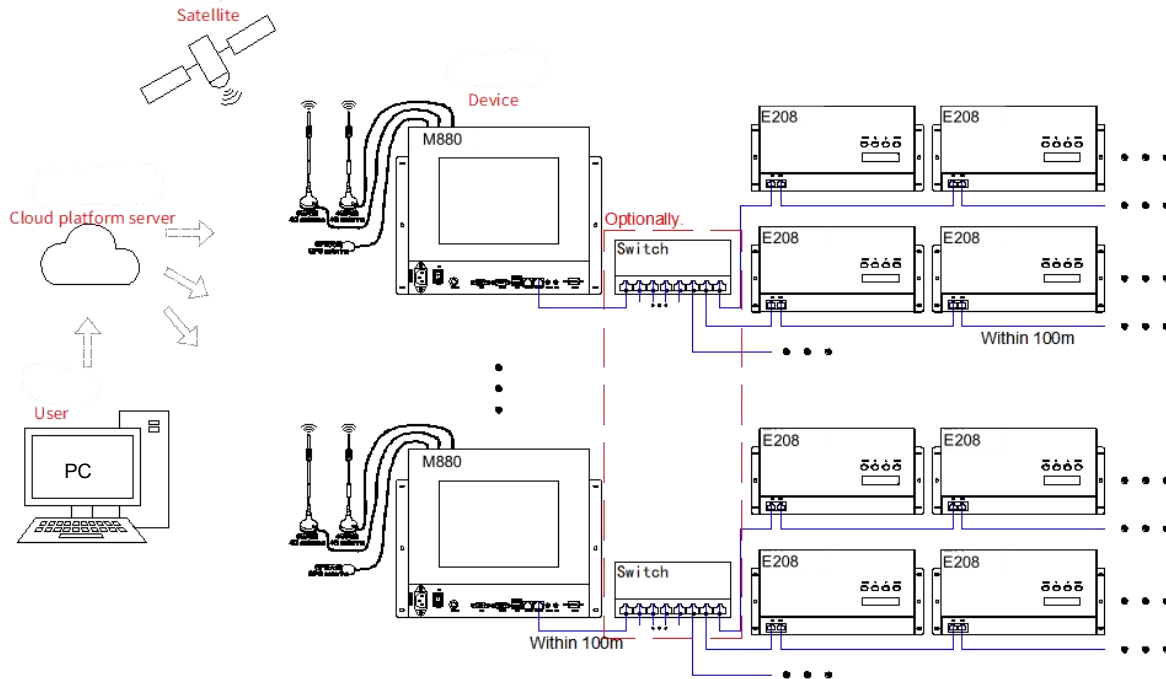 Satellite
Device
M880
E208
E208
Cloud platform server
Optionally.
Switch
E208
E208
Within 100m
User
PC
M880
E208
E208
Switch
E208
E208
Within 100m